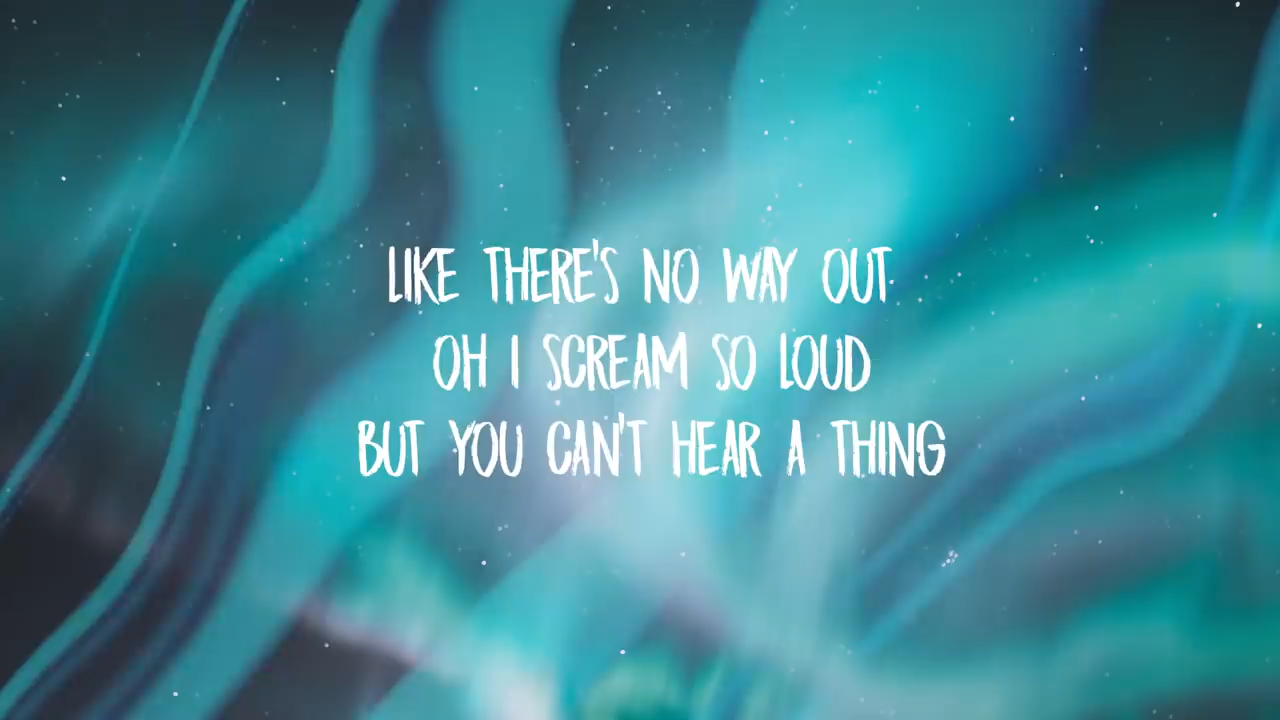 LIKE THERE'S NO WAY OUT
OH I SCREAM SO LOUD
BUT YOU CAN'T HEAR A THING